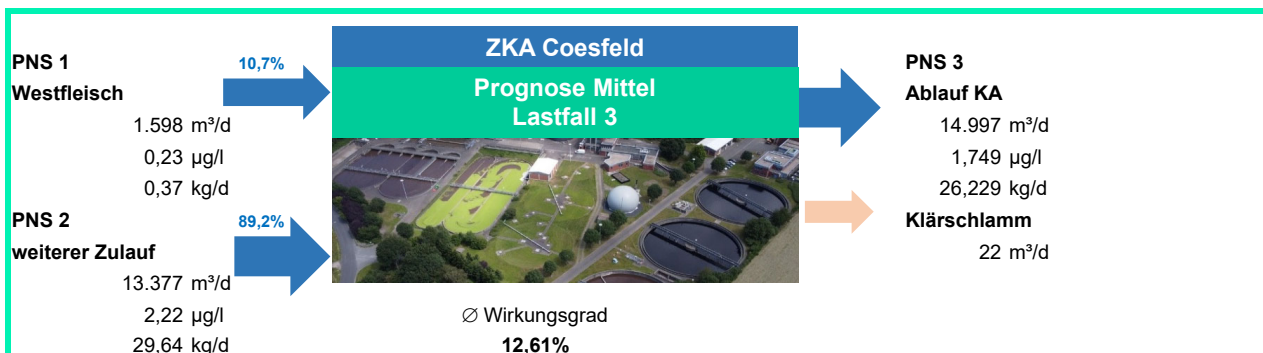 PNS 1
Westfleisch
1.598 m³/d
0,23 µg/l
0,37 kg/d
10,7%
PNS 2
weiterer Zulauf
13.377 m³/d
2,22 µg/l
29,64 kg/d
89,2%
ZKA Coesfeld
Prognose Mittel
Lastfall 3
∅ Wirkungsgrad
12,61%
PNS 3
Ablauf KA
14.997 m³/d
1,749 µg/l
26,229 kg/d
Klärschlamm
22 m³/d